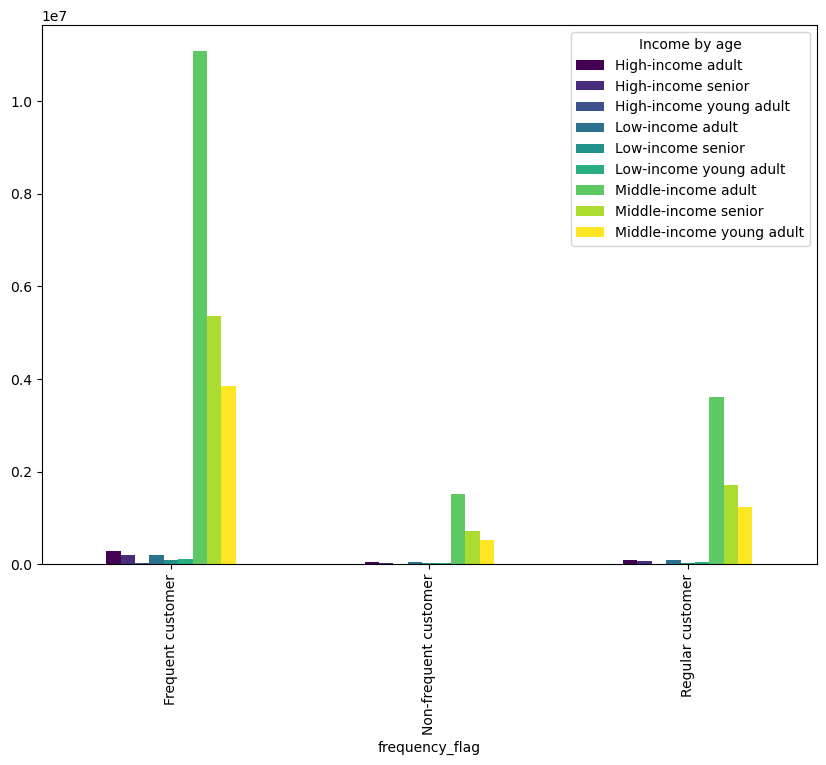 1e7
Income by age
High-income adult
High-income senior
High-income young adult
Low-income adult
Low-income senior
Low-income young adult
Middle-income adult
Middle-income senior
Middle-income young adult
1.0
0.8
0.6
0.4
0.2
0.0
Frequent customer
Non-frequent customer
Regular customer
frequency_flag